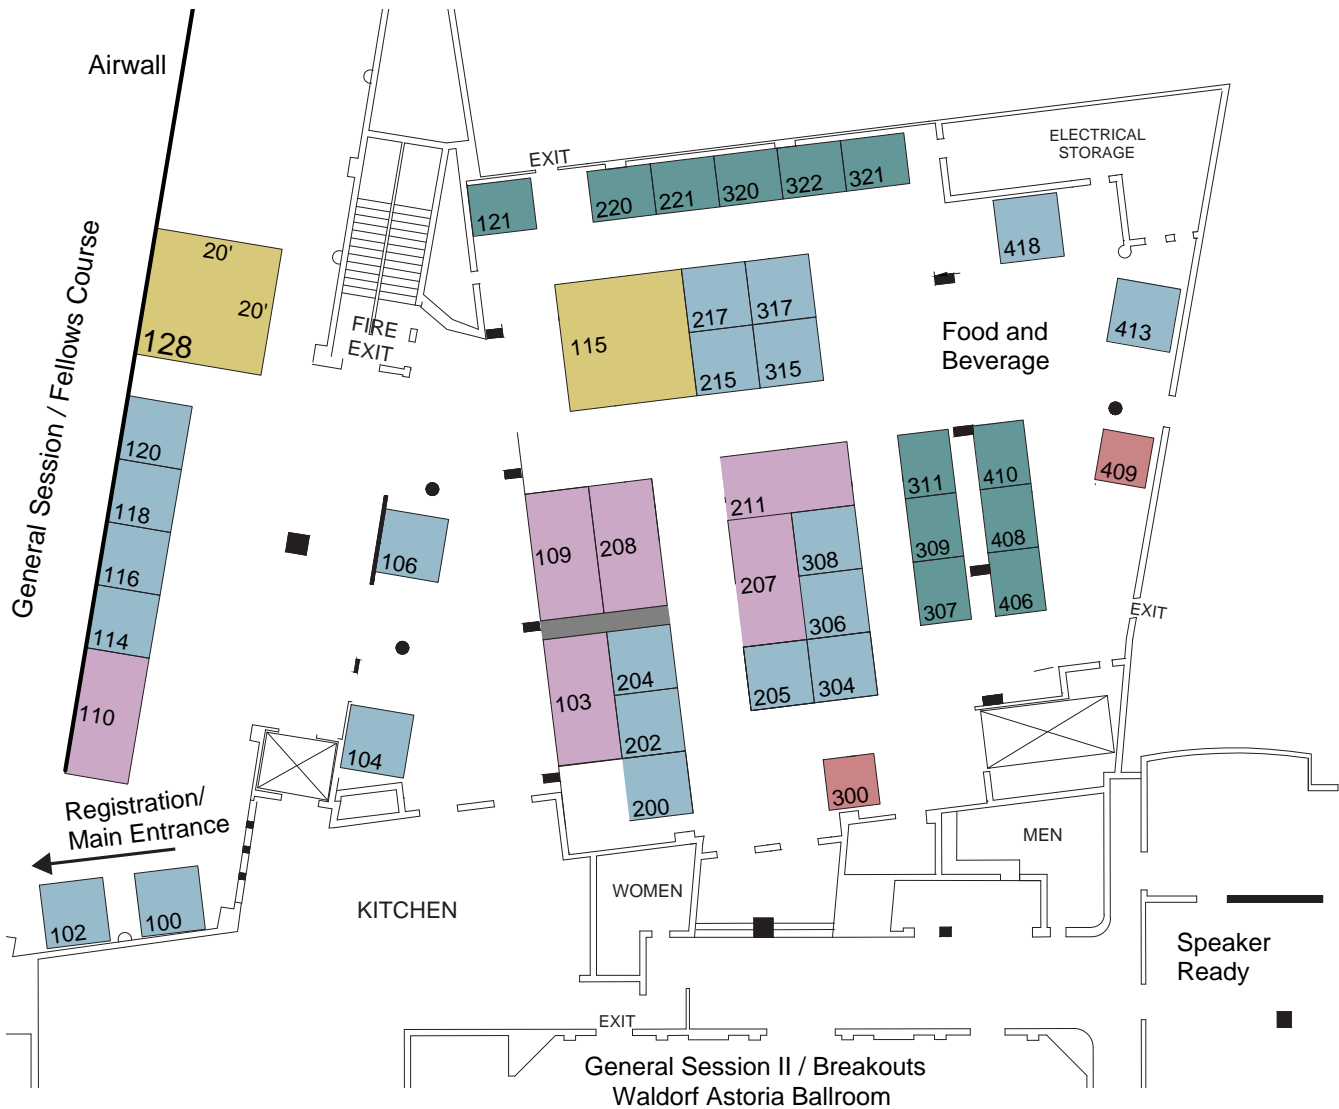 Airwall
EXIT
ELECTRICAL
STORAGE
220
221
320
322
321
121
418
General Session / Fellows Course
20'
20'
128
FIRE
EXIT
115
217
317
215
315
Food and
Beverage
413
120
118
116
114
110
106
104
109
208
103
204
202
200
211
207
308
306
205
304
311
309
307
410
408
406
409
EXIT
300
Registration/
Main Entrance
102
100
KITCHEN
WOMEN
MEN
Speaker
Ready
EXIT
General Session II / Breakouts
Waldorf Astoria Ballroom